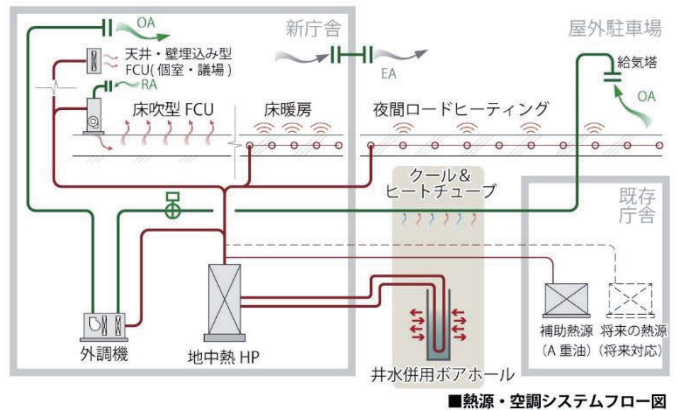 新庁舎
屋外駐車場
OA
天井・壁埋込み型
FCU(個室・議場)
RA
EA
給気塔
OA
床吹型 FCU
床暖房
夜間ロードヒーティング
クール＆
ヒートチューブ
既存
庁舎
外調機
地中熱 HP
井水併用ボアホール
補助熱源
(A 重油)
将来の熱源
(将来対応)
■熱源・空調システムフロー図